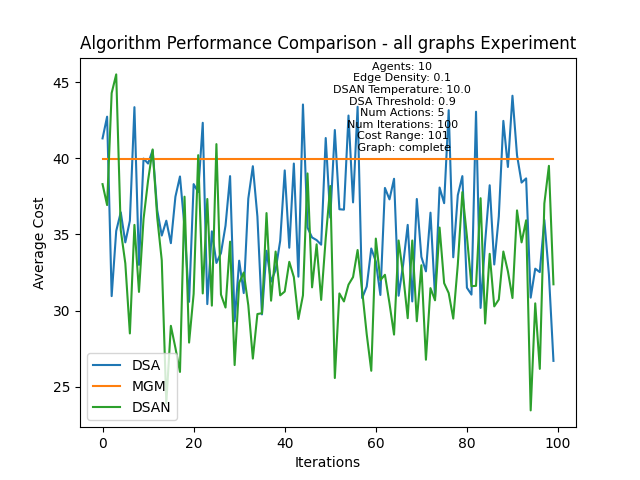 Algorithm Performance Comparison - all graphs Experiment
Agents: 10
Edge Density: 0.1
DSAN Temperature: 10.0
DSA Threshold: 0.9
Num Actions: 5
Num Iterations: 100
Cost Range: 101
Graph: complete
45
40
35
30
25
Average Cost
DSA
MGM
DSAN
0
20
40
60
80
100
Iterations